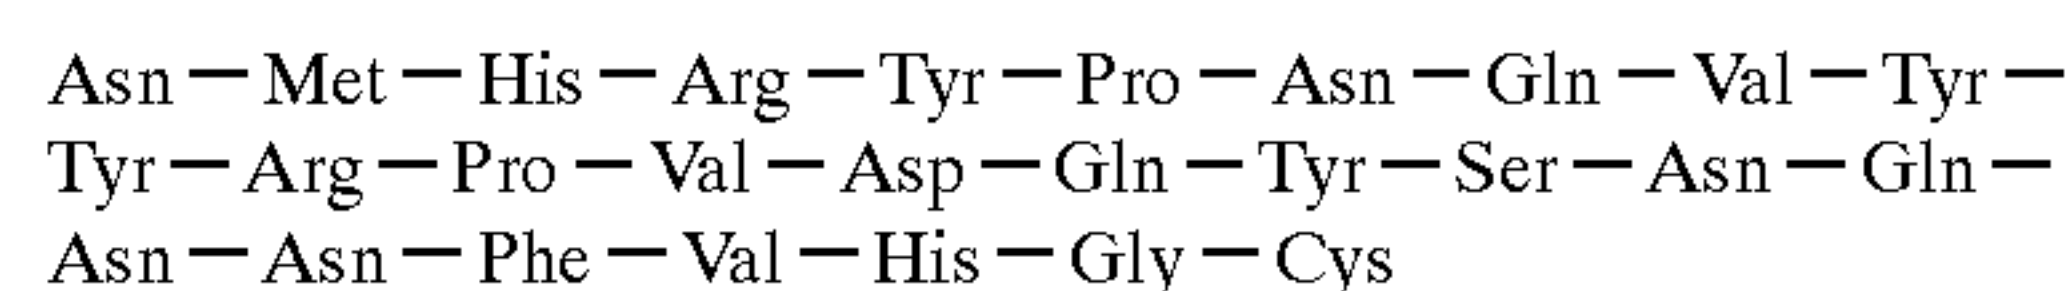 Asn — Met — His — Arg — Tyr — Pro — Asn — Gln — Val — Tyr —
Tyr — Arg — Pro — Val — Asp — Gln — Tyr — Ser — Asn — Gln —
Asn — Asn — Phe — Val — His — Gly — Cys